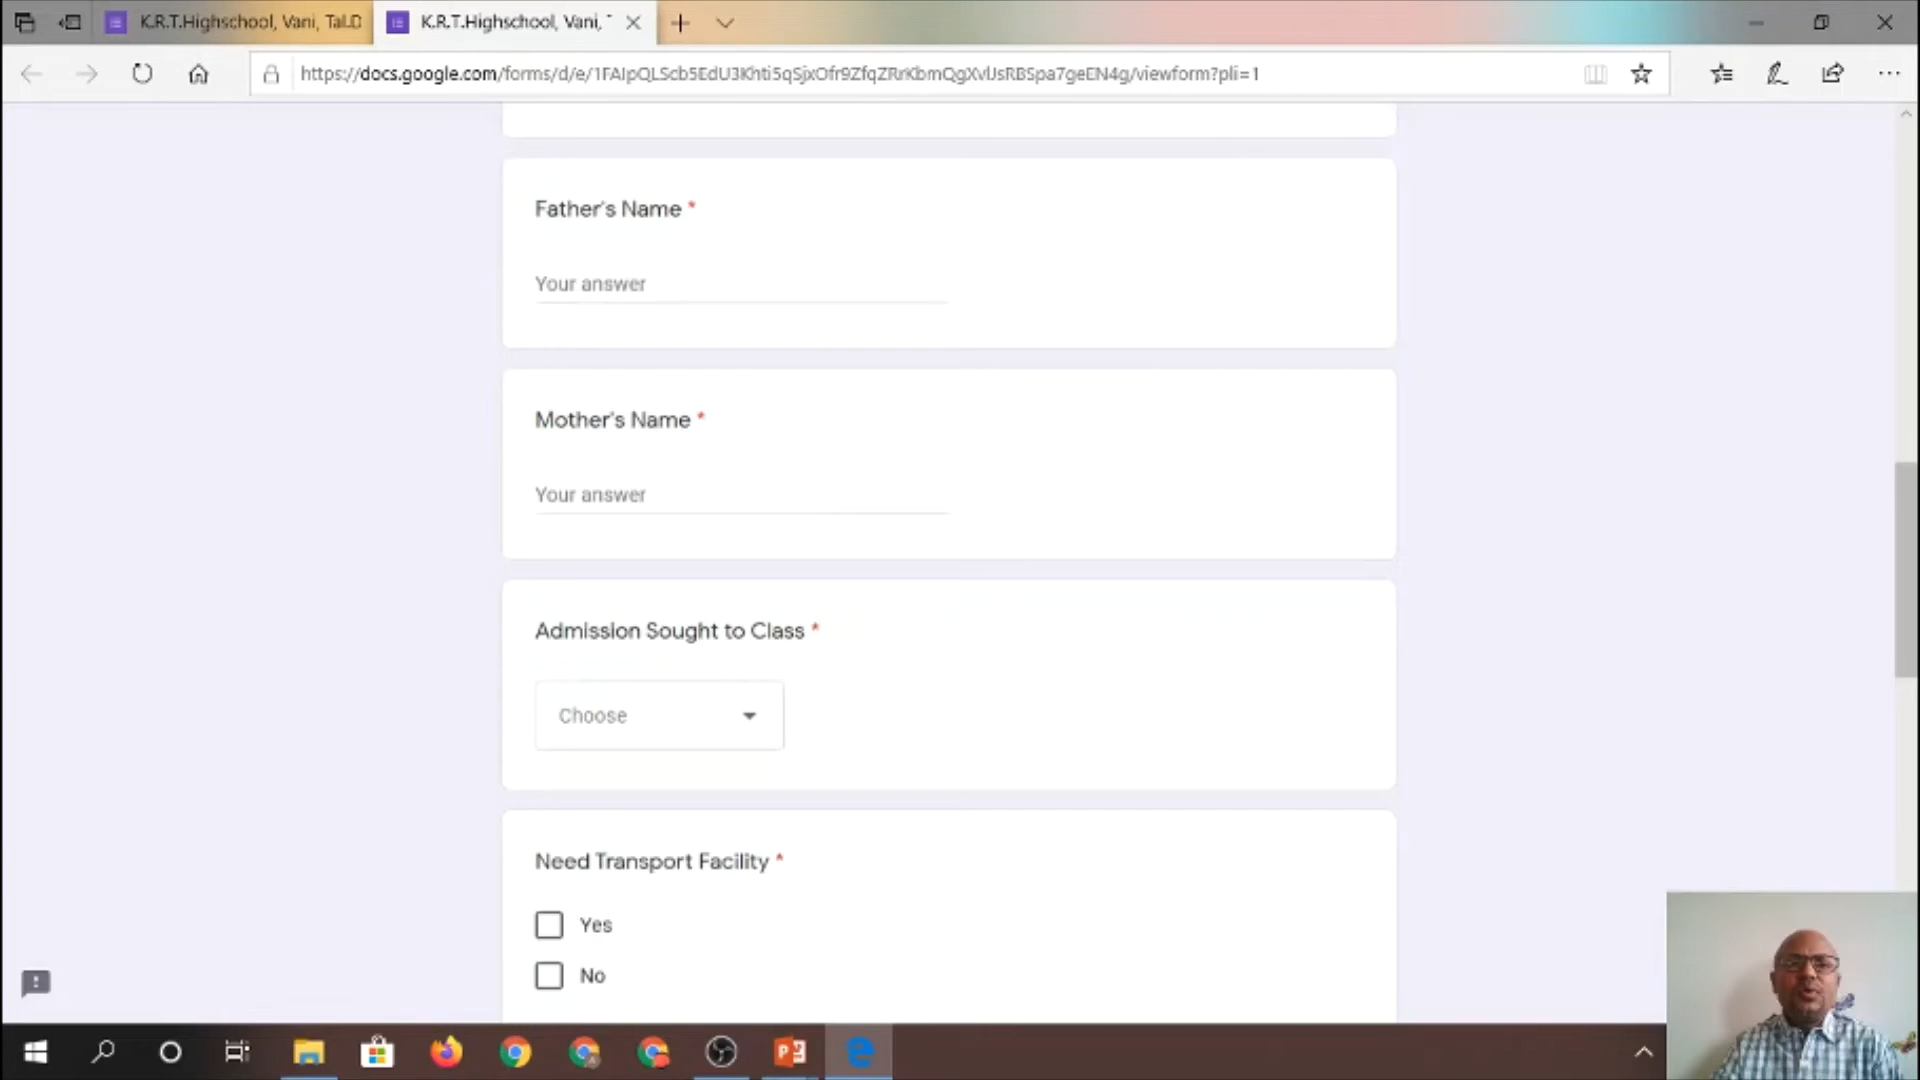 K.R.T.Highschool, Vani, Tal.D
K.R.T.Highschool, Vani, T
https://docs.google.com/forms/d/e/1FAIpQLScb5EdU3Khti5qSjxOfr9ZfqZRrKbmQgXvlJsRBSpa7geEN4g/viewform?pli=1
Father's Name *
Your answer
Mother's Name *
Your answer
Admission Sought to Class *
Choose
Need Transport Facility *
Yes
No